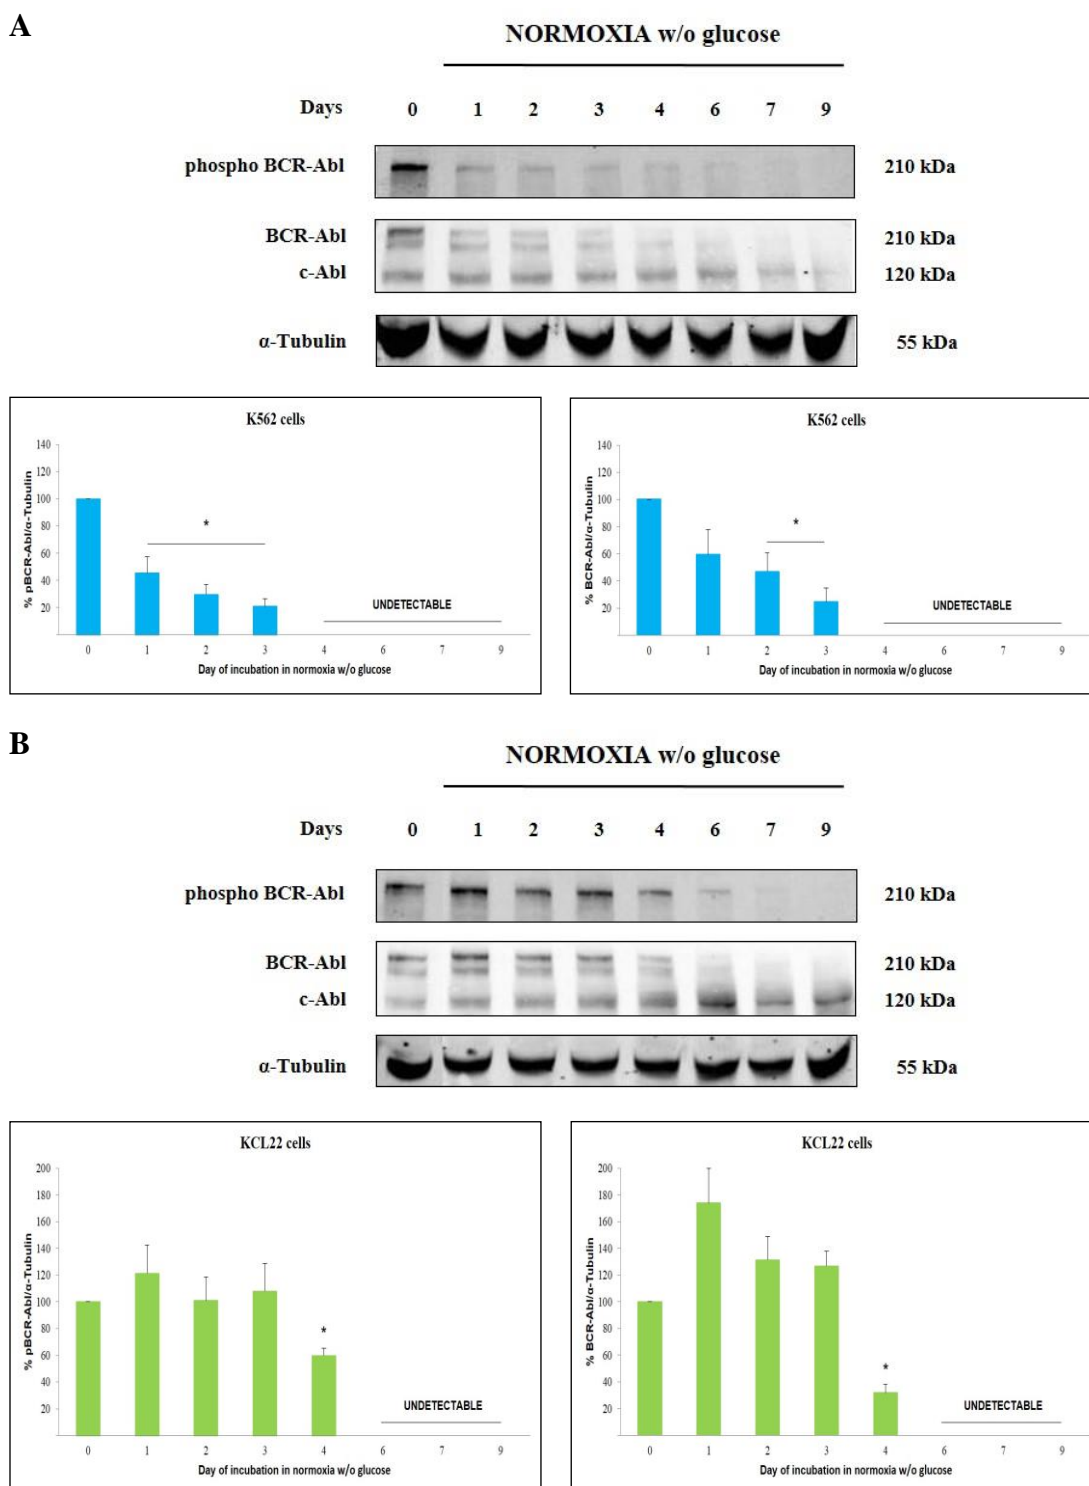 A
NORMOXIA w/o glucose
Days 0 1 2 3 4 6 7 9
phospho BCR-Abl 210 kDa
BCR-Abl 210 kDa
c-Abl 120 kDa
α-Tubulin 55 kDa
K562 cells
% pBCR-Abl/α-Tubulin
140
120
100
80
60
40
20
*
UNDETECTABLE
0 1 2 3 4 6 7 9
Day of incubation in normoxia w/o glucose
K562 cells
% BCR-Abl/α-Tubulin
140
120
100
80
60
40
20
*
UNDETECTABLE
0 1 2 3 4 6 7 9
Day of incubation in normoxia w/o glucose
B
NORMOXIA w/o glucose
Days 0 1 2 3 4 6 7 9
phospho BCR-Abl 210 kDa
BCR-Abl 210 kDa
c-Abl 120 kDa
α-Tubulin 55 kDa
KCL22 cells
% pBCR-Abl/α-Tubulin
200
180
160
140
120
100
80
60
40
20
*
UNDETECTABLE
0 1 2 3 4 6 7 9
Day of incubation in normoxia w/o glucose
KCL22 cells
% BCR-Abl/α-Tubulin
200
180
160
140
120
100
80
60
40
20
*
UNDETECTABLE
0 1 2 3 4 6 7 9
Day of incubation in normoxia w/o glucose